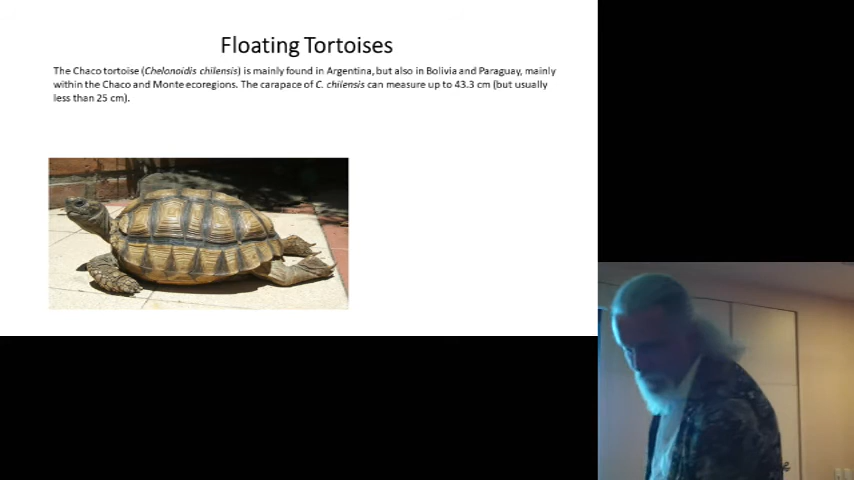 Floating Tortoises
The Chaco tortoise (Chelonoidis chilensis) is mainly found in Argentina, but also in Bolivia and Paraguay, mainly
within the Chaco and Monte ecoregions. The carapace of C. chilensis can measure up to 43.3 cm (but usually
less than 25 cm).